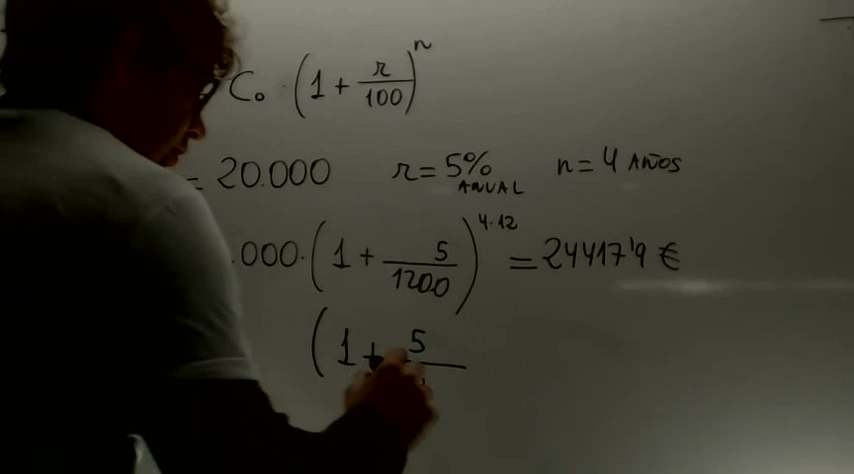 C₀ · (1 + r/100)ⁿ
= 20.000 r = 5% ANUAL n = 4 AÑOS
.000 · (1 + 5/1200)⁴·¹² = 24417'9 €
(1 + 5